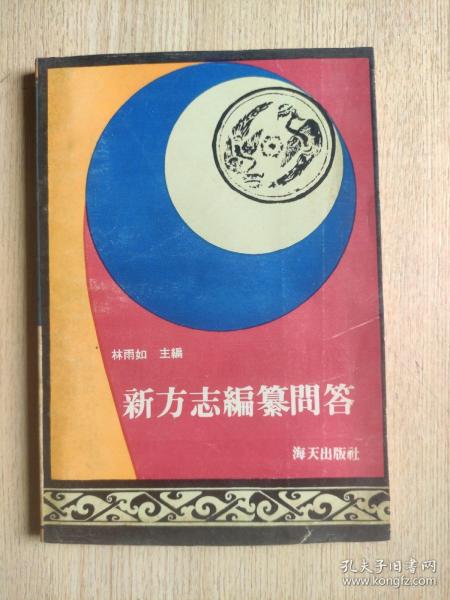 林雨如 主編
新方志編纂問答
海天出版社
孔夫子旧书网
www.kongfz.com